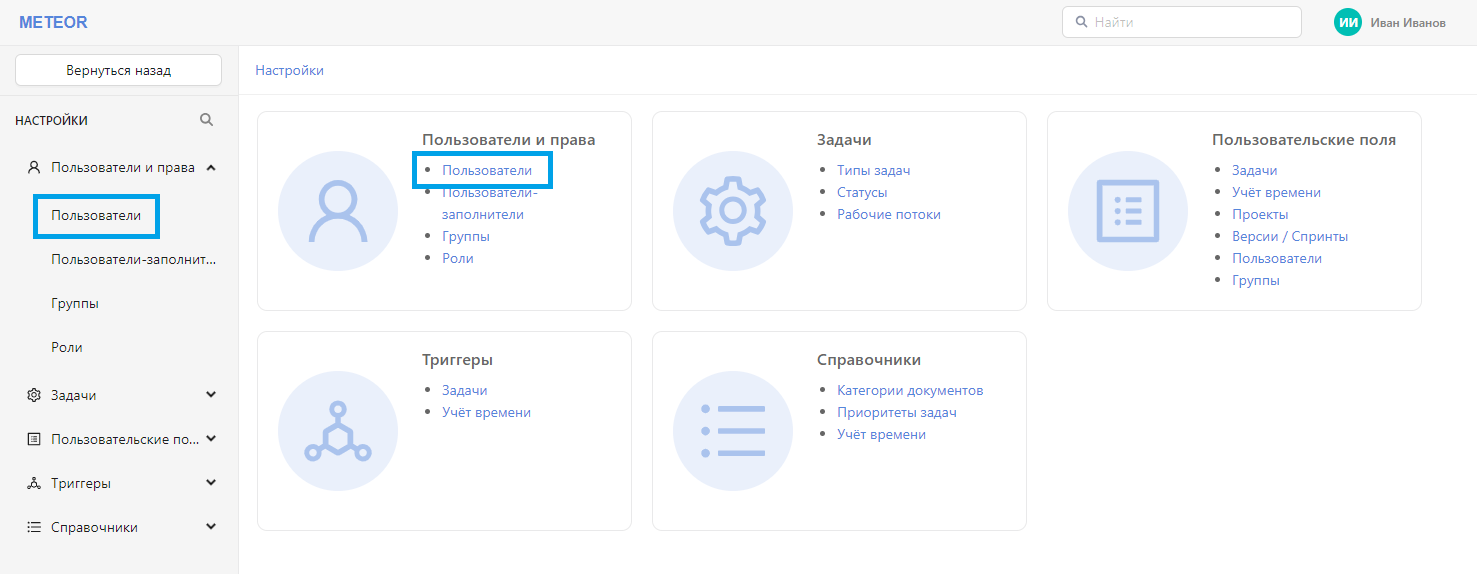 METEOR
Найти
ИИ
Иван Иванов
Вернуться назад
Настройки
НАСТРОЙКИ
Пользователи и права
Пользователи
Пользователи-заполнит...
Группы
Роли
Задачи
Пользовательские по...
Триггеры
Справочники
Пользователи и права
Пользователи
Пользователи-
заполнители
Группы
Роли
Задачи
Типы задач
Статусы
Рабочие потоки
Пользовательские поля
Задачи
Учёт времени
Проекты
Версии / Спринты
Пользователи
Группы
Триггеры
Задачи
Учёт времени
Справочники
Категории документов
Приоритеты задач
Учёт времени